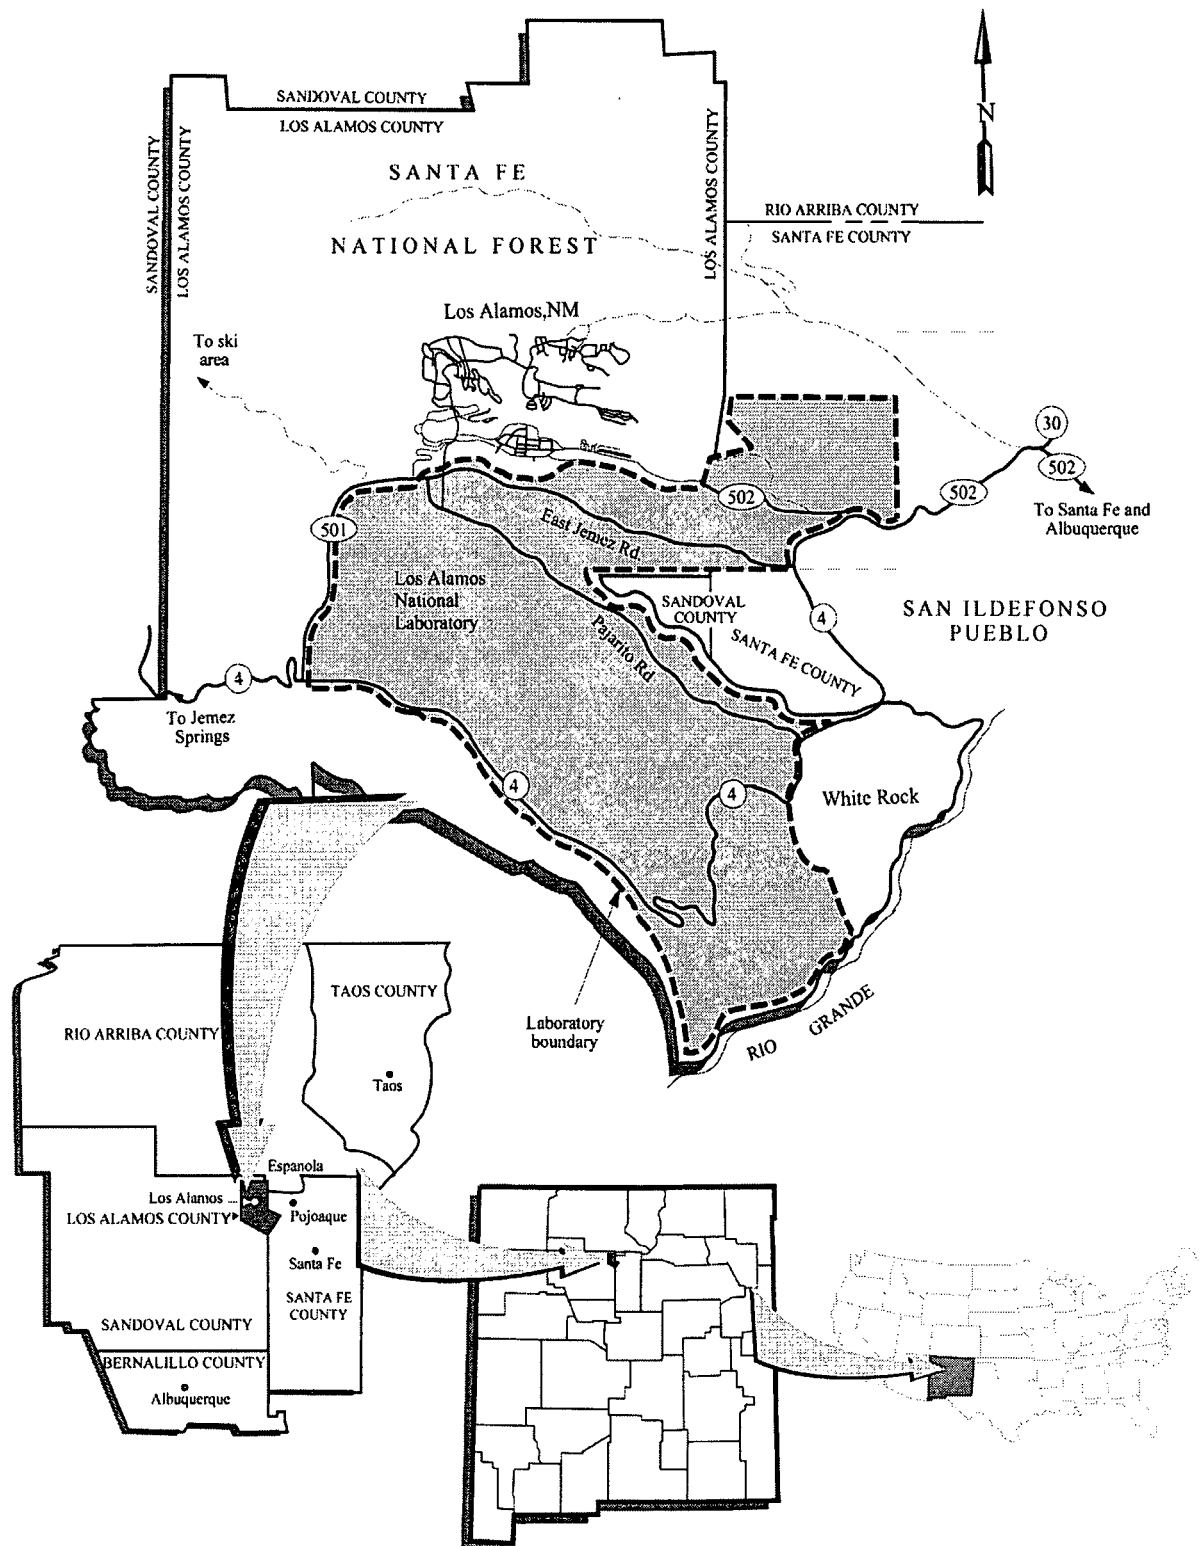 SANDOVAL COUNTY
LOS ALAMOS COUNTY
SANDOVAL COUNTY
LOS ALAMOS COUNTY
LOS ALAMOS COUNTY
N
SANTA FE
NATIONAL FOREST
RIO ARRIBA COUNTY
SANTA FE COUNTY
Los Alamos,NM
To ski
area
30
502
502
502
To Santa Fe and
Albuquerque
501
East Jemez Rd.
Los Alamos
National
Laboratory
SANDOVAL
COUNTY
SANTA FE COUNTY
Pajarito Rd
4
SAN ILDEFONSO
PUEBLO
4
To Jemez
Springs
4
4
White Rock
Laboratory
boundary
RIO GRANDE
TAOS COUNTY
RIO ARRIBA COUNTY
Taos
Espanola
Los Alamos
LOS ALAMOS COUNTY
Pojoaque
Santa Fe
SANTA FE
COUNTY
SANDOVAL COUNTY
BERNALILLO COUNTY
Albuquerque